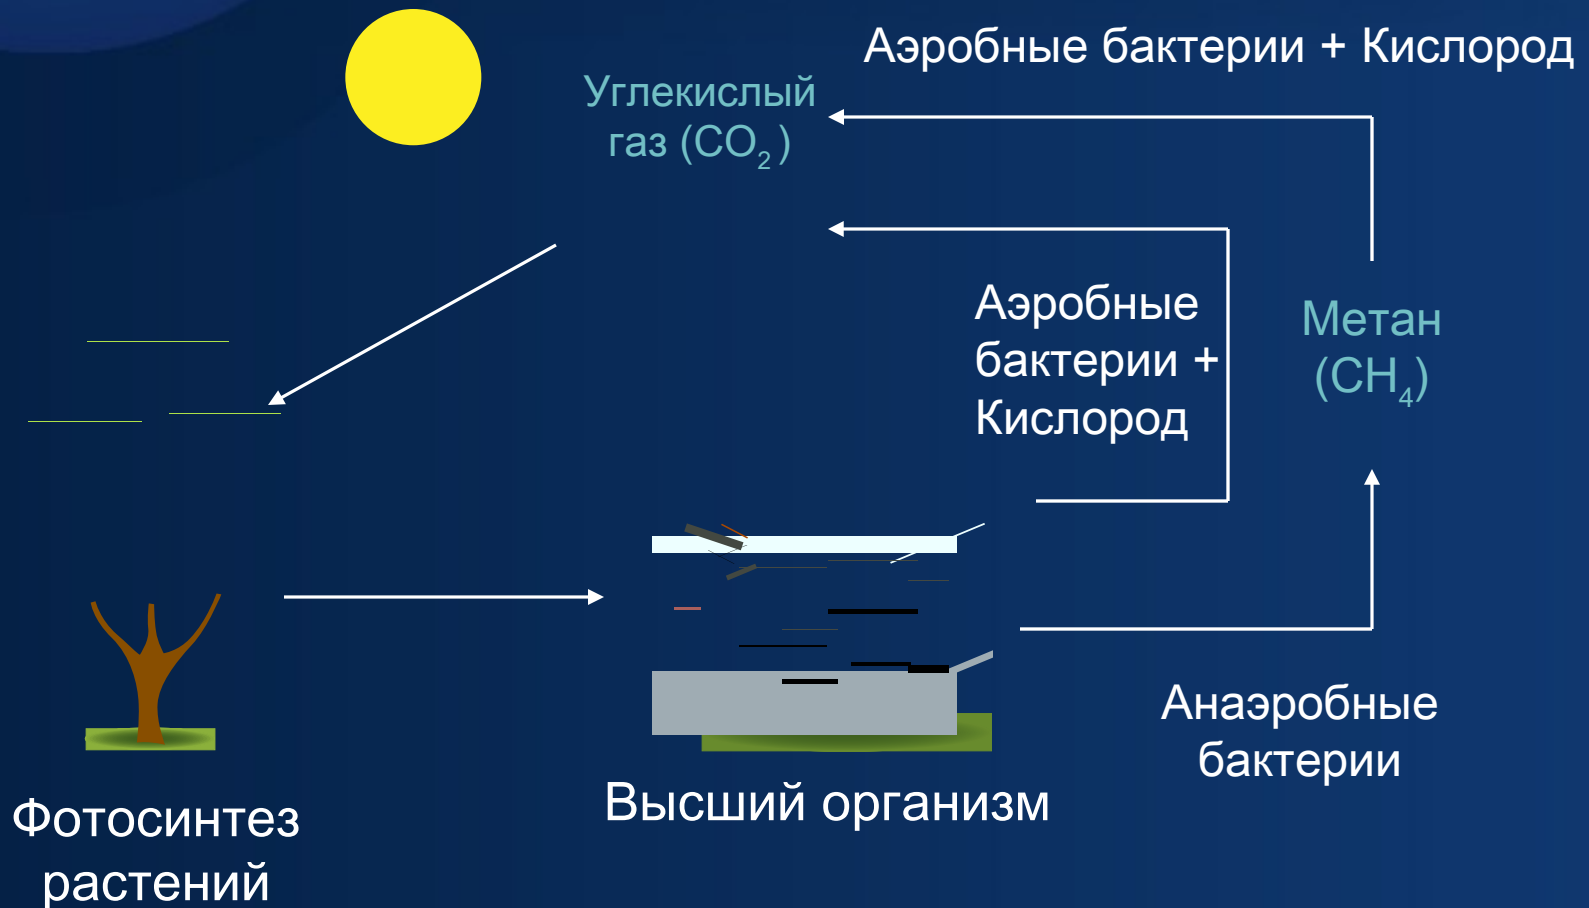 Аэробные бактерии + Кислород
Углекислый
газ (CO₂)
Аэробные
бактерии +
Кислород
Метан
(CH₄)
Анаэробные
бактерии
Высший организм
Фотосинтез
растений